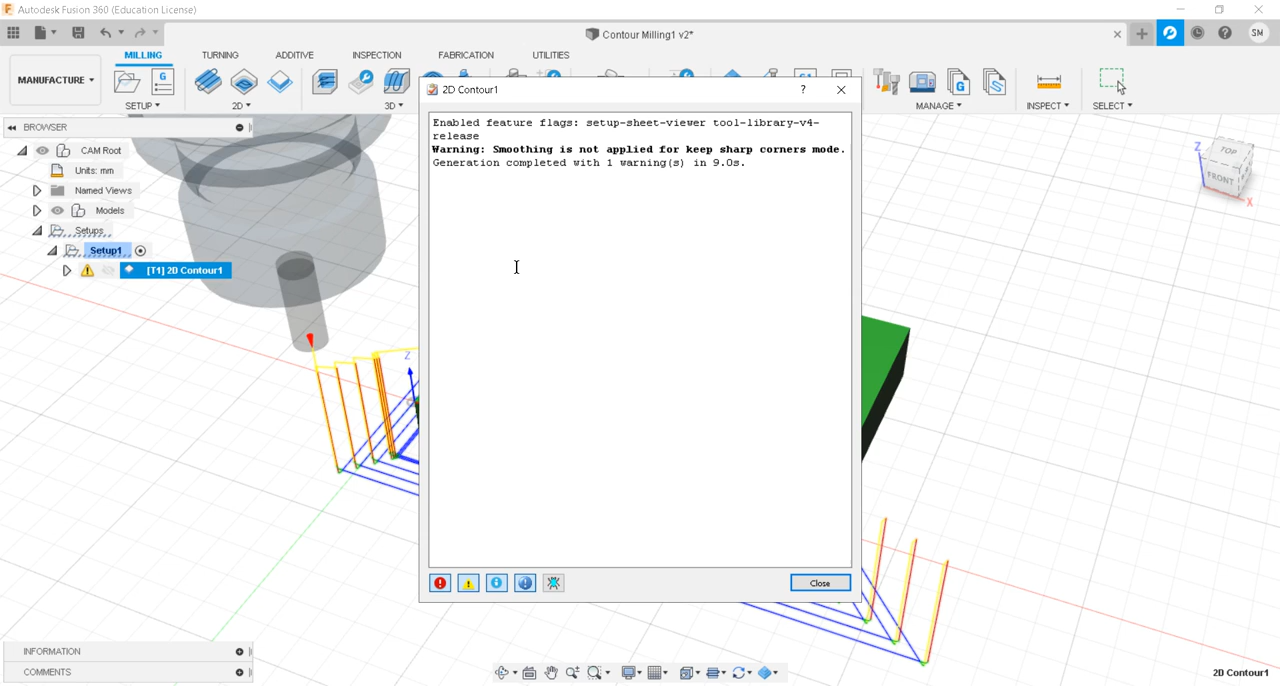 Autodesk Fusion 360 (Education License)
Contour Milling1 v2*
SM
MILLING TURNING ADDITIVE INSPECTION FABRICATION UTILITIES
MANUFACTURE
G
G1
G
S
SETUP 2D 3D MANAGE INSPECT SELECT
BROWSER
CAM Root
Units: mm
Named Views
Models
Setups
Setup1
[T1] 2D Contour1
2D Contour1
?
Enabled feature flags: setup-sheet-viewer tool-library-v4-
release
Warning: Smoothing is not applied for keep sharp corners mode.
Generation completed with 1 warning(s) in 9.0s.
Close
Z
TOP
FRONT
X
Z
INFORMATION
COMMENTS
2D Contour1